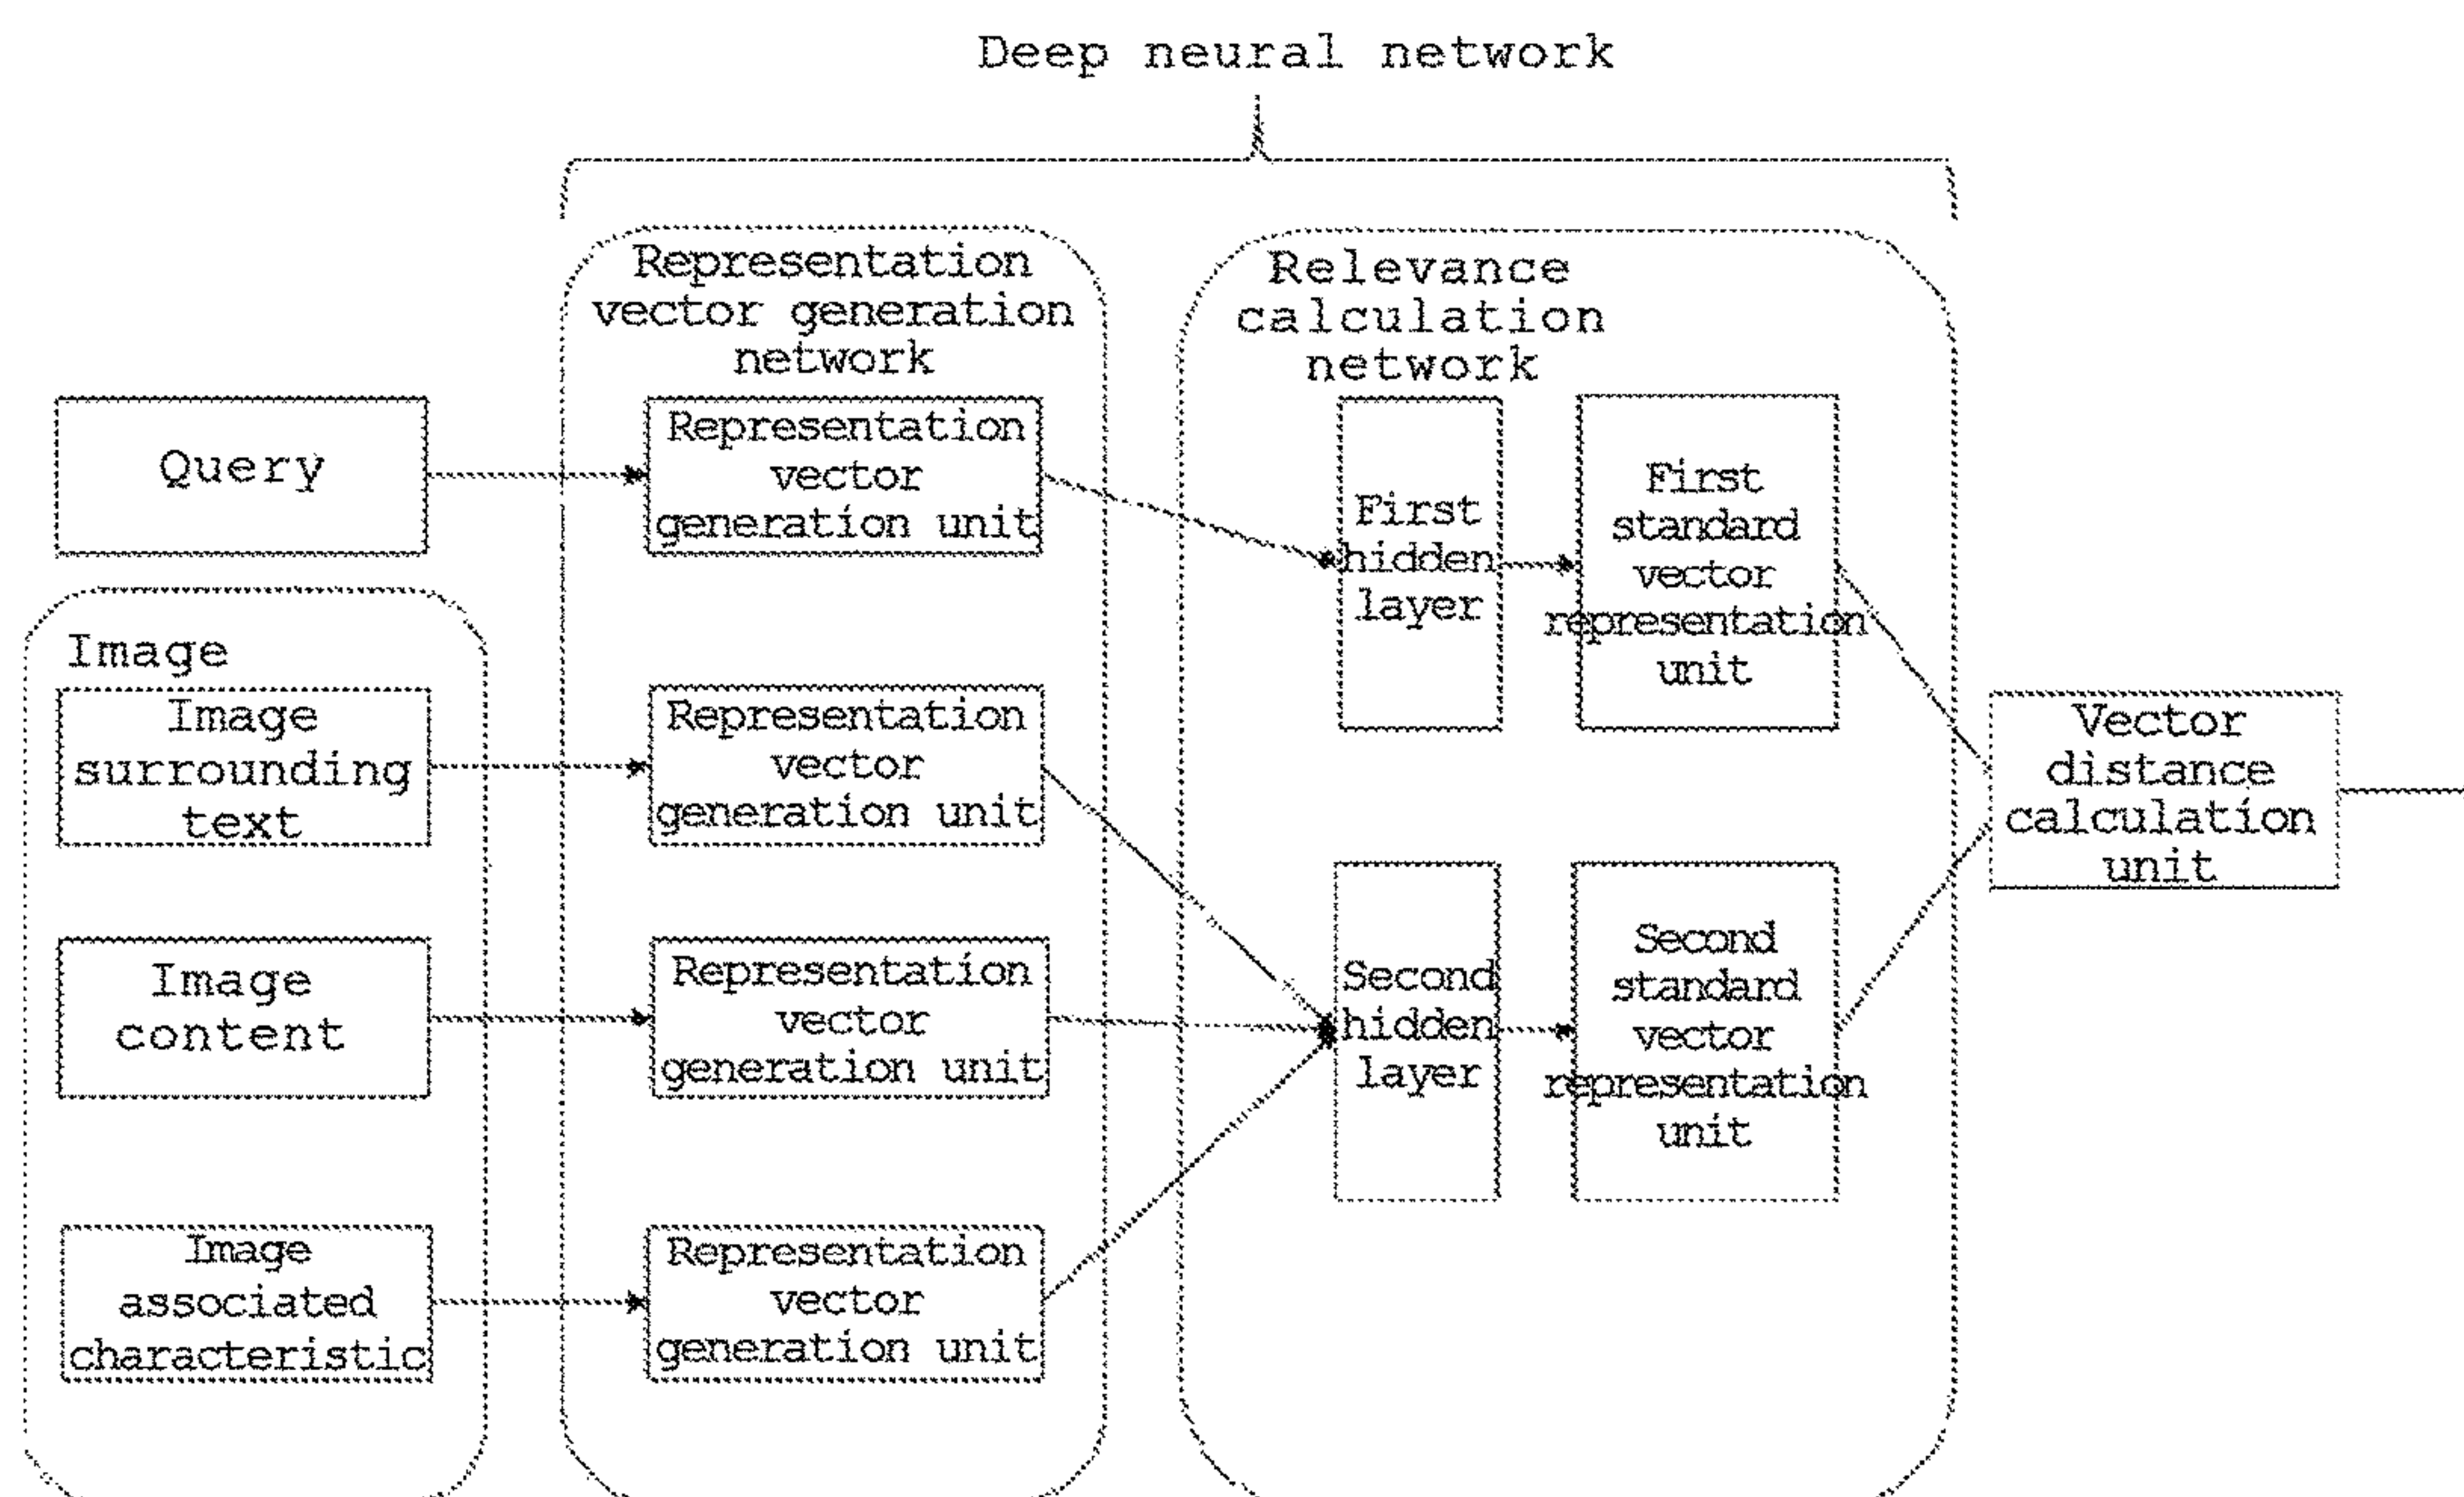 Deep neural network
Representation
vector generation
network
Relevance
calculation
network
Query
Representation
vector
generation unit
First
hidden
layer
First
standard
vector
representation
unit
Image
Image
surrounding
text
Representation
vector
generation unit
Vector
distance
calculation
unit
Image
content
Representation
vector
generation unit
Second
hidden
layer
Second
standard
vector
representation
unit
Image
associated
characteristic
Representation
vector
generation unit